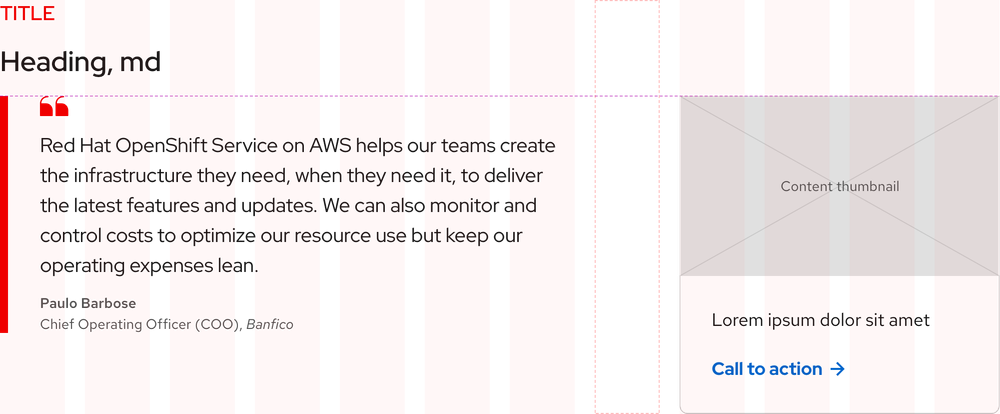 TITLE
Heading, md
❝
Red Hat OpenShift Service on AWS helps our teams create
the infrastructure they need, when they need it, to deliver
the latest features and updates. We can also monitor and
control costs to optimize our resource use but keep our
operating expenses lean.
Paulo Barbose
Chief Operating Officer (COO), Banfico
Content thumbnail
Lorem ipsum dolor sit amet
Call to action →